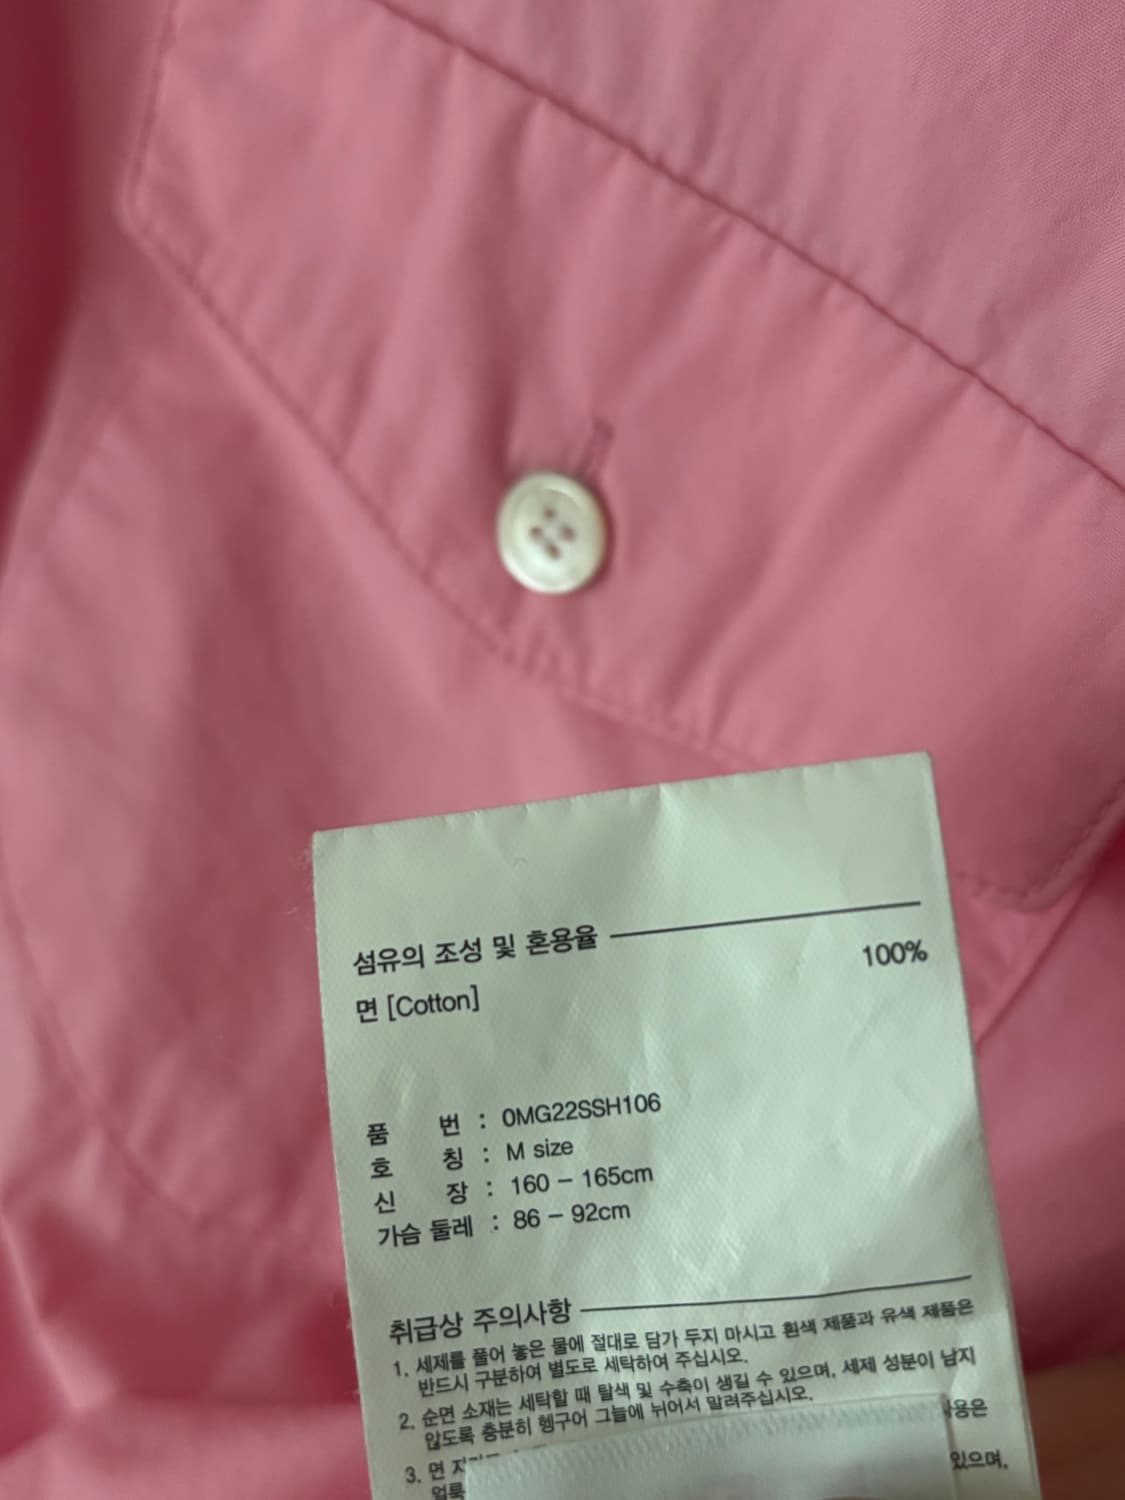 섬유의 조성 및 혼용율
면 [Cotton] 100%
품 번 : 0MG22SSH106
호 칭 : M size
신 장 : 160 - 165cm
가슴 둘레 : 86 - 92cm
취급상 주의사항
1. 세제를 풀어 놓은 물에 절대로 담가 두지 마시고 흰색 제품과 유색 제품은
반드시 구분하여 별도로 세탁하여 주십시오.
2. 순면 소재는 세탁할 때 탈색 및 수축이 생길 수 있으며, 세제 성분이 남지
않도록 충분히 헹구어 그늘에 뉘어서 말려주십시오.
3. 면
얼룩 있으며,